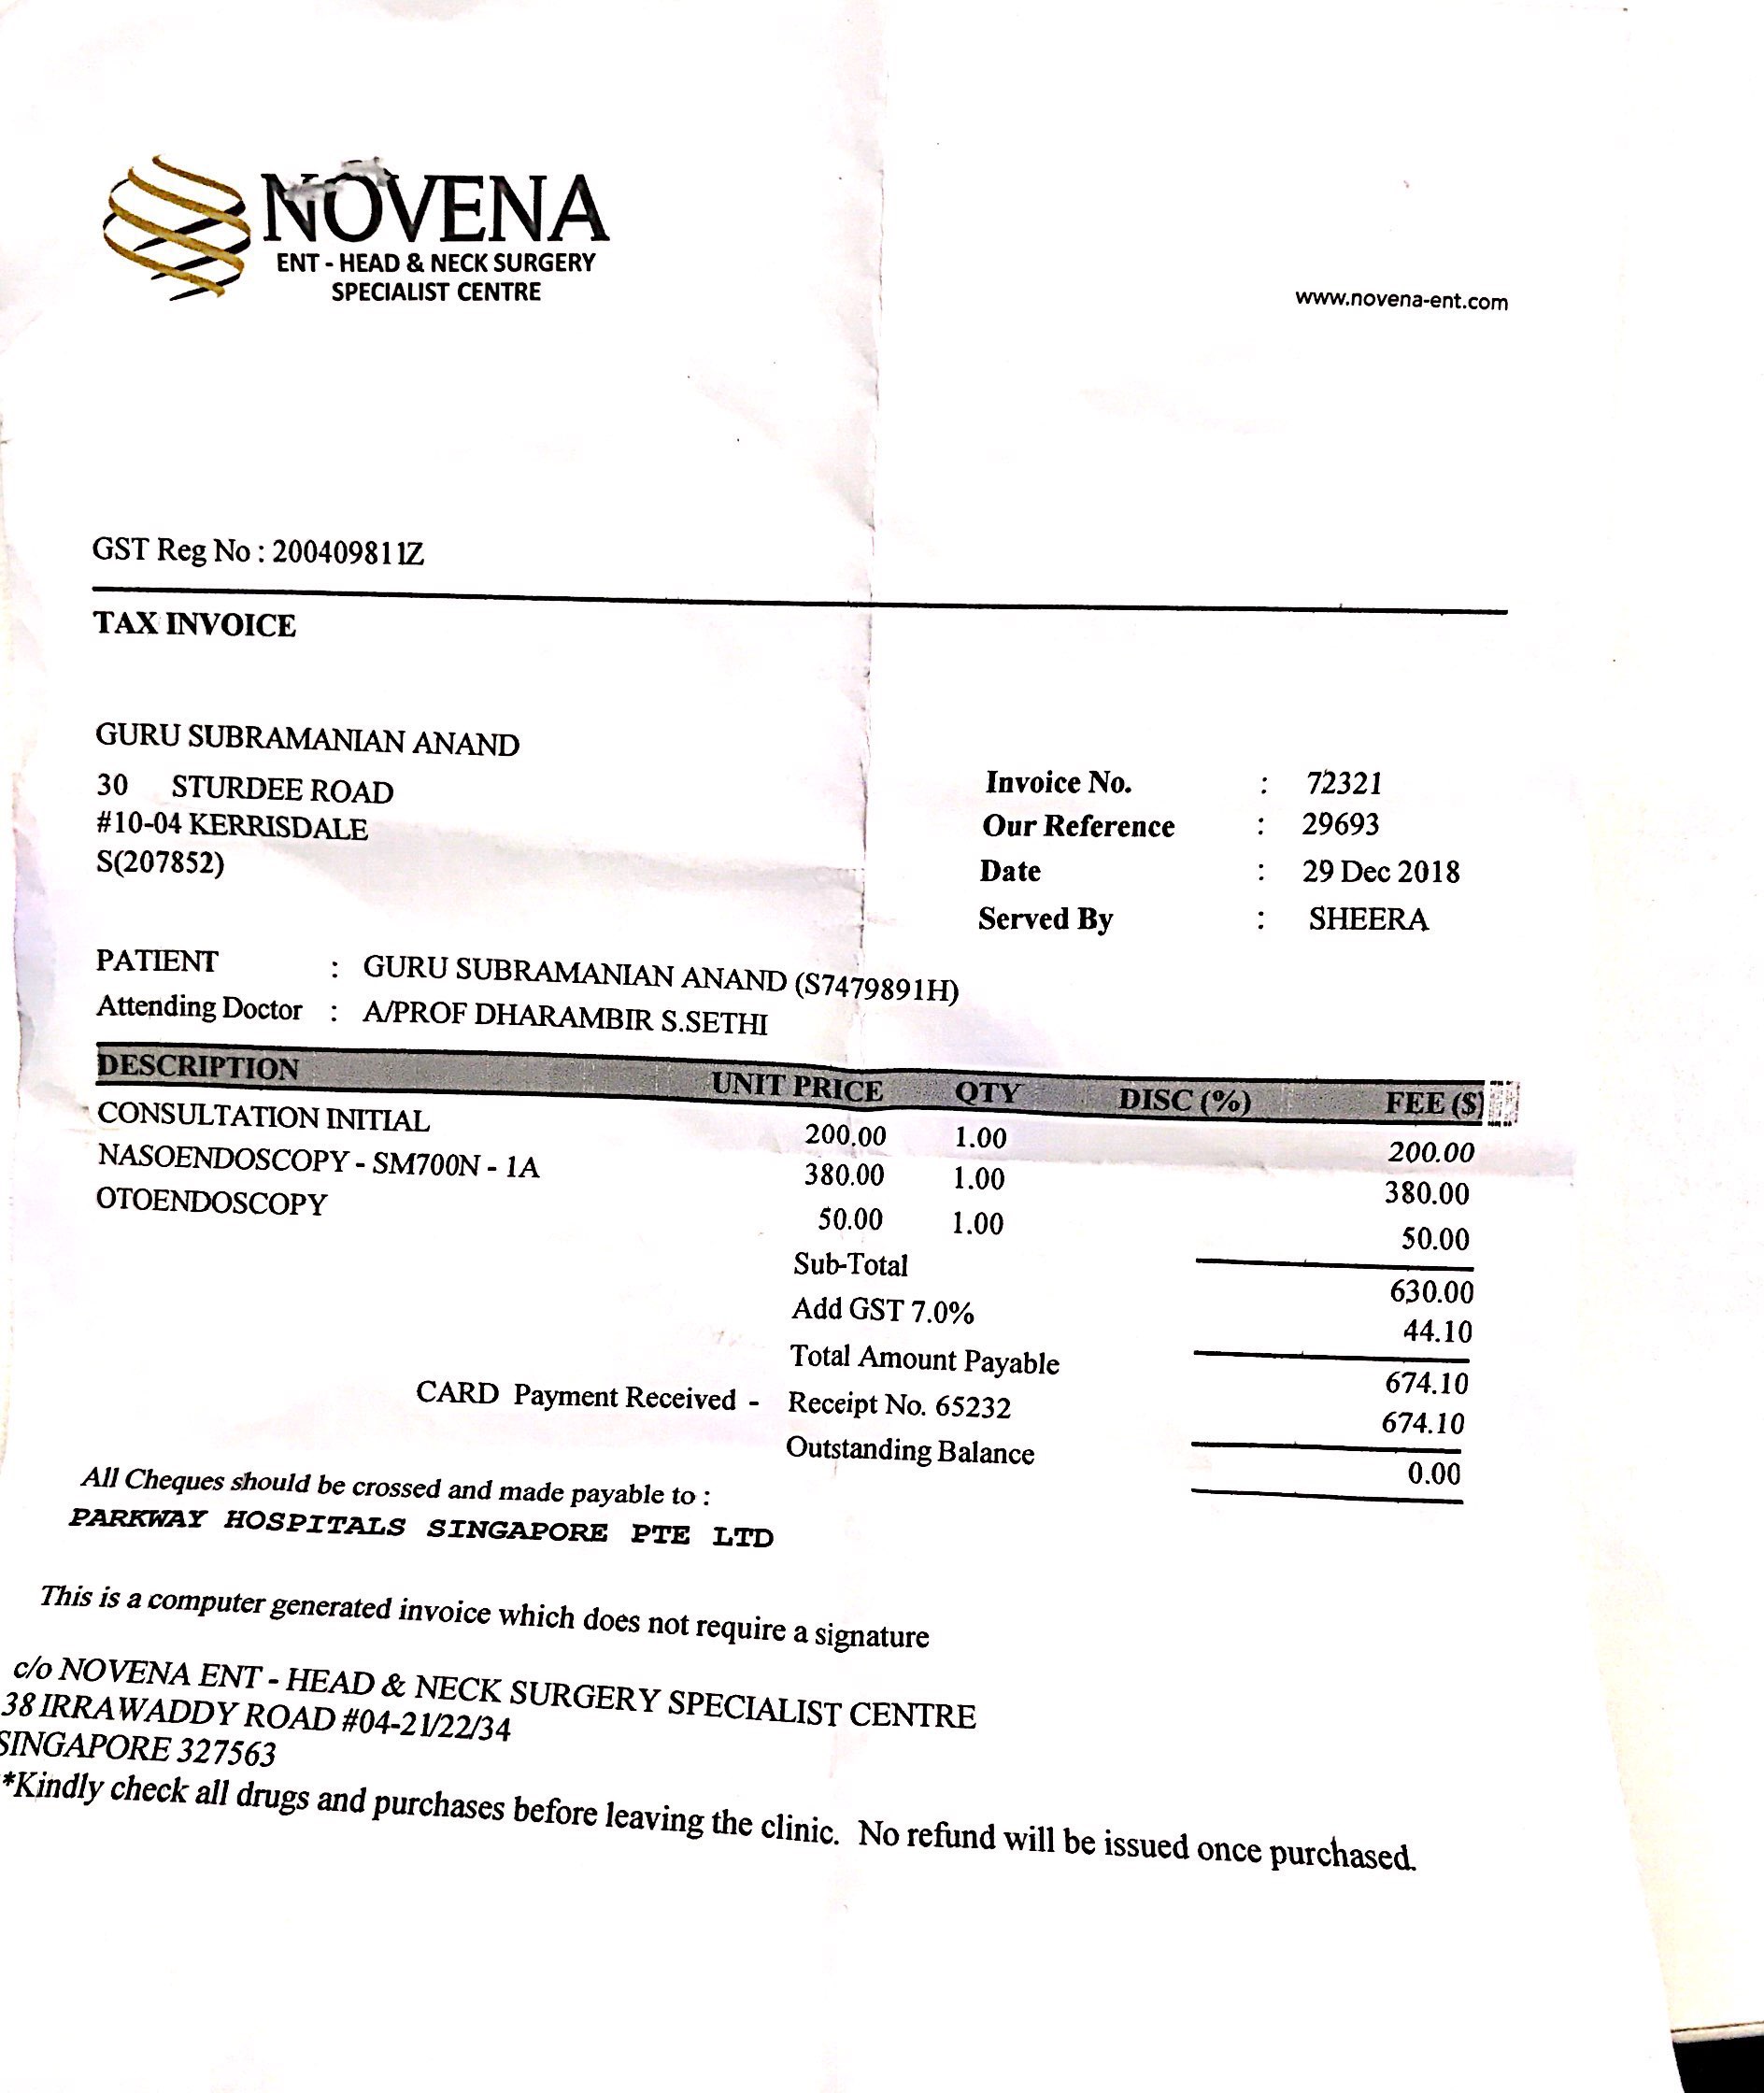 NOVENA
ENT - HEAD & NECK SURGERY
SPECIALIST CENTRE
www.novena-ent.com
GST Reg No : 200409811Z
TAX INVOICE
GURU SUBRAMANIAN ANAND
30 STURDEE ROAD
#10-04 KERRISDALE
S(207852)
Invoice No. : 72321
Our Reference : 29693
Date : 29 Dec 2018
Served By : SHEERA
PATIENT : GURU SUBRAMANIAN ANAND (S7479891H)
Attending Doctor : A/PROF DHARAMBIR S.SETHI
DESCRIPTION UNIT PRICE QTY DISC (%) FEE ($)
CONSULTATION INITIAL 200.00 1.00 200.00
NASOENDOSCOPY - SM700N - 1A 380.00 1.00 380.00
OTOENDOSCOPY 50.00 1.00 50.00
Sub-Total 630.00
Add GST 7.0% 44.10
Total Amount Payable 674.10
CARD Payment Received - Receipt No. 65232 674.10
Outstanding Balance 0.00
All Cheques should be crossed and made payable to :
PARKWAY HOSPITALS SINGAPORE PTE LTD
This is a computer generated invoice which does not require a signature
c/o NOVENA ENT - HEAD & NECK SURGERY SPECIALIST CENTRE
38 IRRAWADDY ROAD #04-21/22/34
SINGAPORE 327563
*Kindly check all drugs and purchases before leaving the clinic. No refund will be issued once purchased.